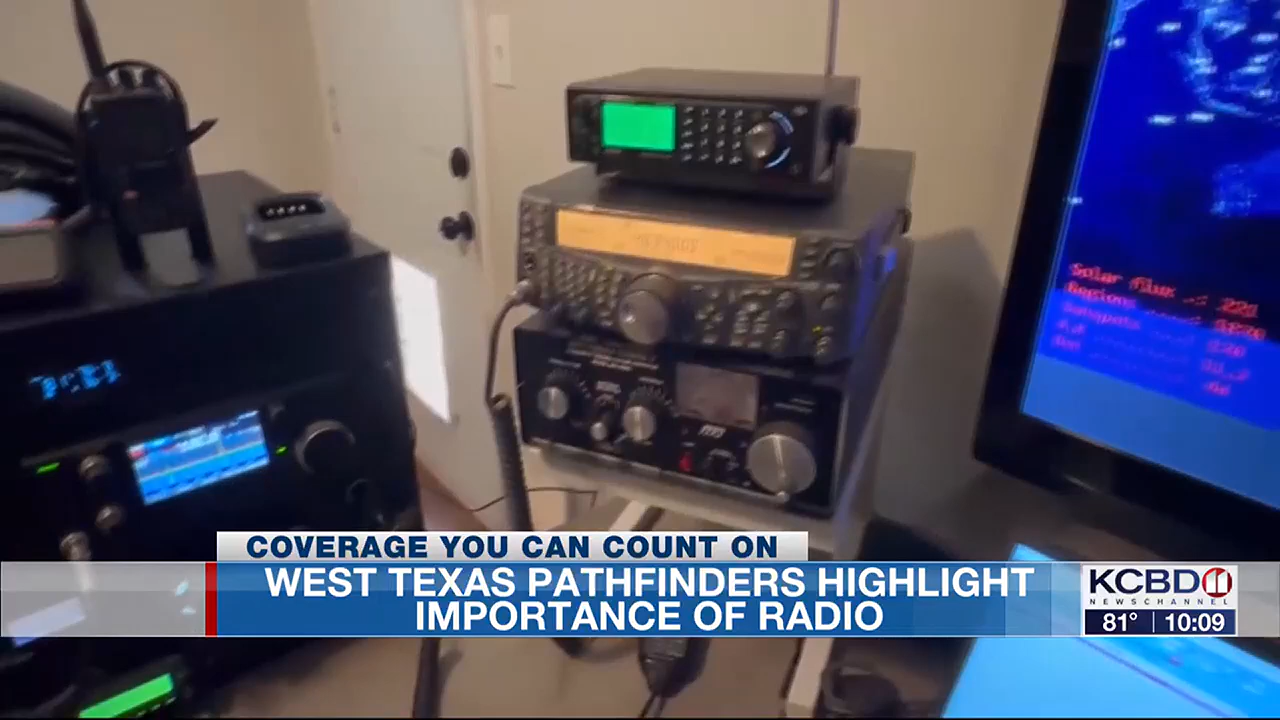 Solar flux
COVERAGE YOU CAN COUNT ON
WEST TEXAS PATHFINDERS HIGHLIGHT
IMPORTANCE OF RADIO
KCBD 11
NEWSCHANNEL
81° 10:09